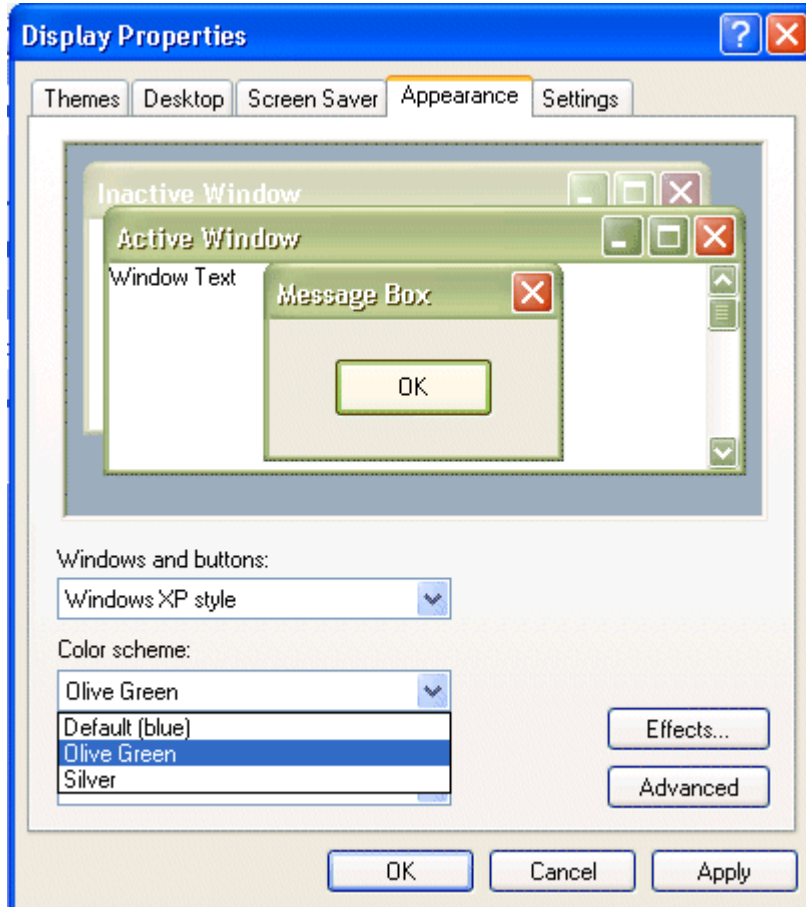 Display Properties
Themes Desktop Screen Saver Appearance Settings
Inactive Window
Active Window
Window Text
Message Box
OK
Windows and buttons:
Windows XP style
Color scheme:
Olive Green
Default (blue)
Olive Green
Silver
Effects...
Advanced
OK Cancel Apply